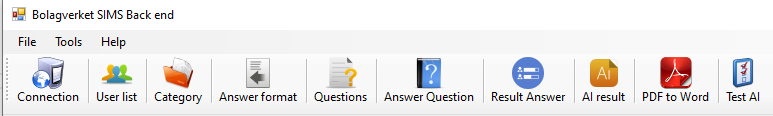 Bolagverket SIMS Back end
File Tools Help
Ai
Connection User list Category Answer format Questions Answer Question Result Answer AI result PDF to Word Test AI